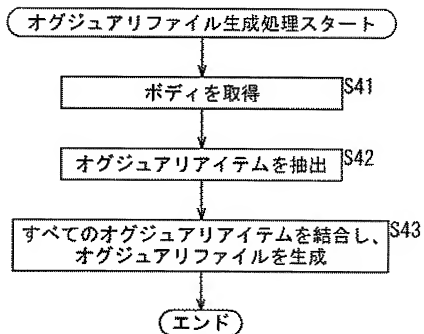 オグジュアリファイル生成処理スタート
ボディを取得
S41
オグジュアリアイテムを抽出
S42
すべてのオグジュアリアイテムを結合し、
オグジュアリファイルを生成
S43
エンド